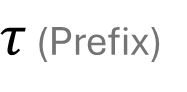 τ (Prefix)